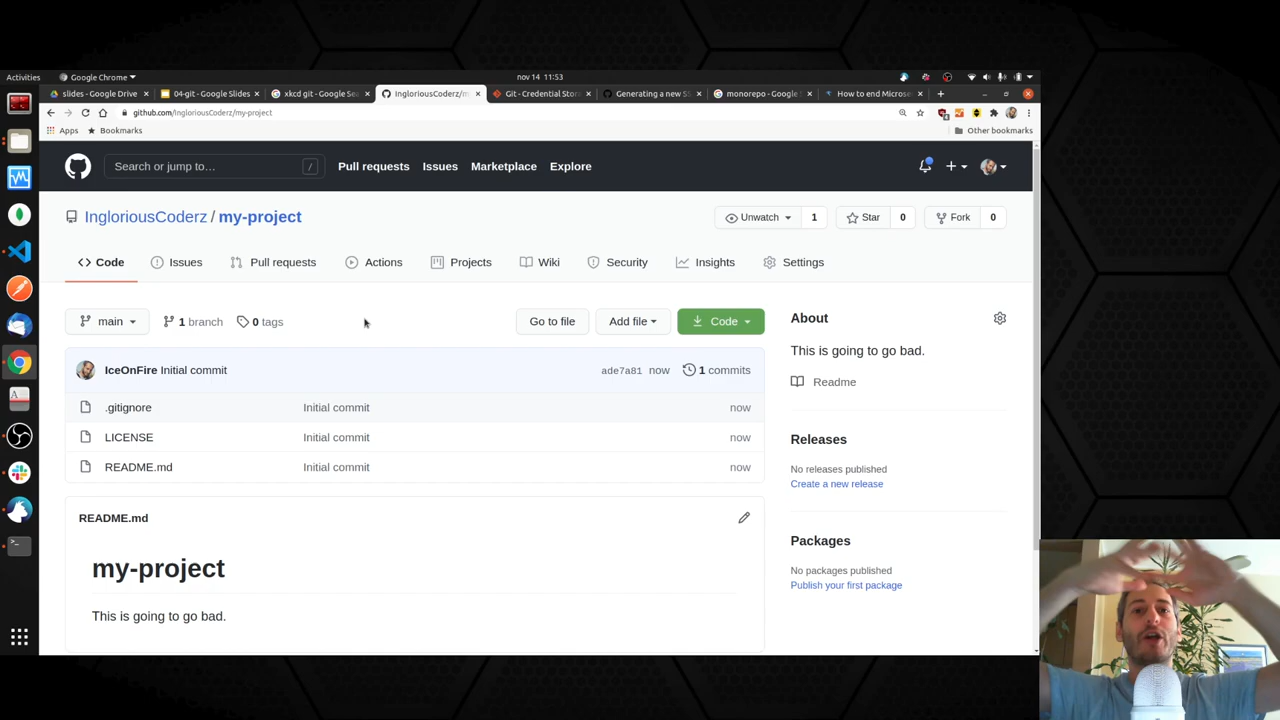 Activities
Google Chrome
nov 14 11:53
slides - Google Drive
04-git - Google Slides
xkcd git - Google Sea
IngloriousCoderz/m
Git - Credential Stor
Generating a new SS
monorepo - Google S
How to end Microse
github.com/IngloriousCoderz/my-project
Apps
Bookmarks
Other bookmarks
Search or jump to…
/
Pull requests
Issues
Marketplace
Explore
IngloriousCoderz / my-project
Unwatch 1
Star 0
Fork 0
Code
Issues
Pull requests
Actions
Projects
Wiki
Security
Insights
Settings
main
1 branch
0 tags
Go to file
Add file
Code
IceOnFire Initial commit
ade7a81 now
1 commits
.gitignore Initial commit now
LICENSE Initial commit now
README.md Initial commit now
README.md
my-project
This is going to go bad.
About
This is going to go bad.
Readme
Releases
No releases published
Create a new release
Packages
No packages published
Publish your first package